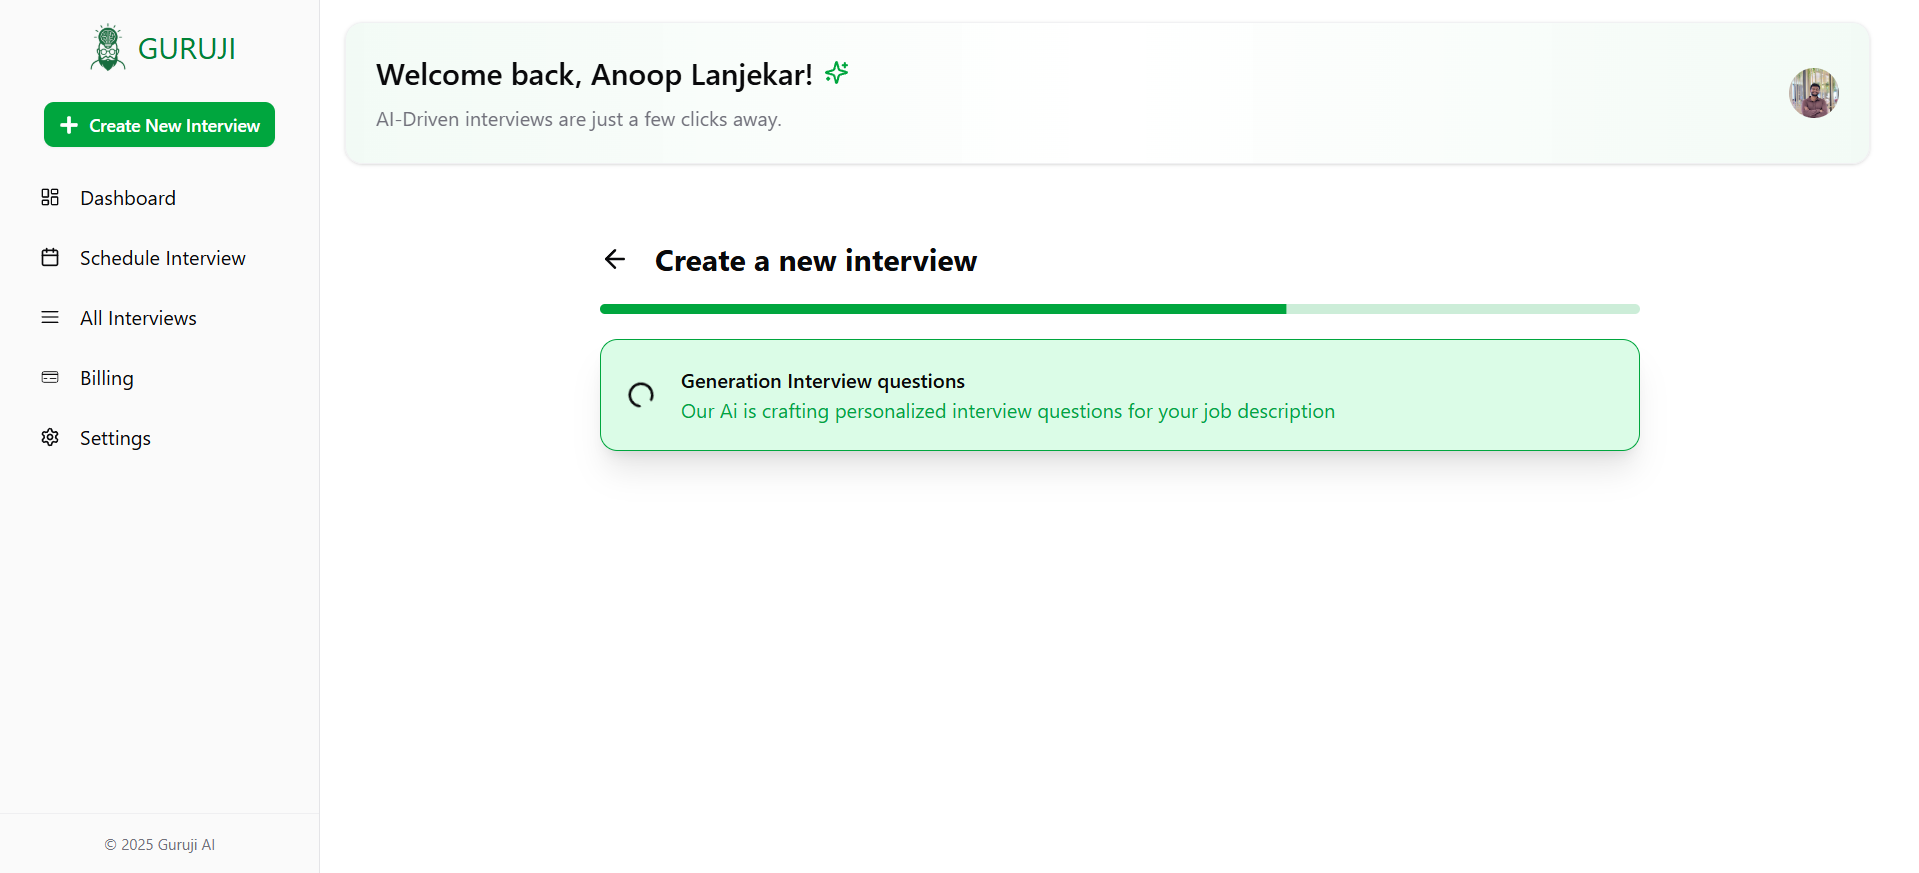 GURUJI
Create New Interview
Dashboard
Schedule Interview
All Interviews
Billing
Settings
© 2025 Guruji AI
Welcome back, Anoop Lanjekar!
AI-Driven interviews are just a few clicks away.
Create a new interview
Generation Interview questions
Our Ai is crafting personalized interview questions for your job description